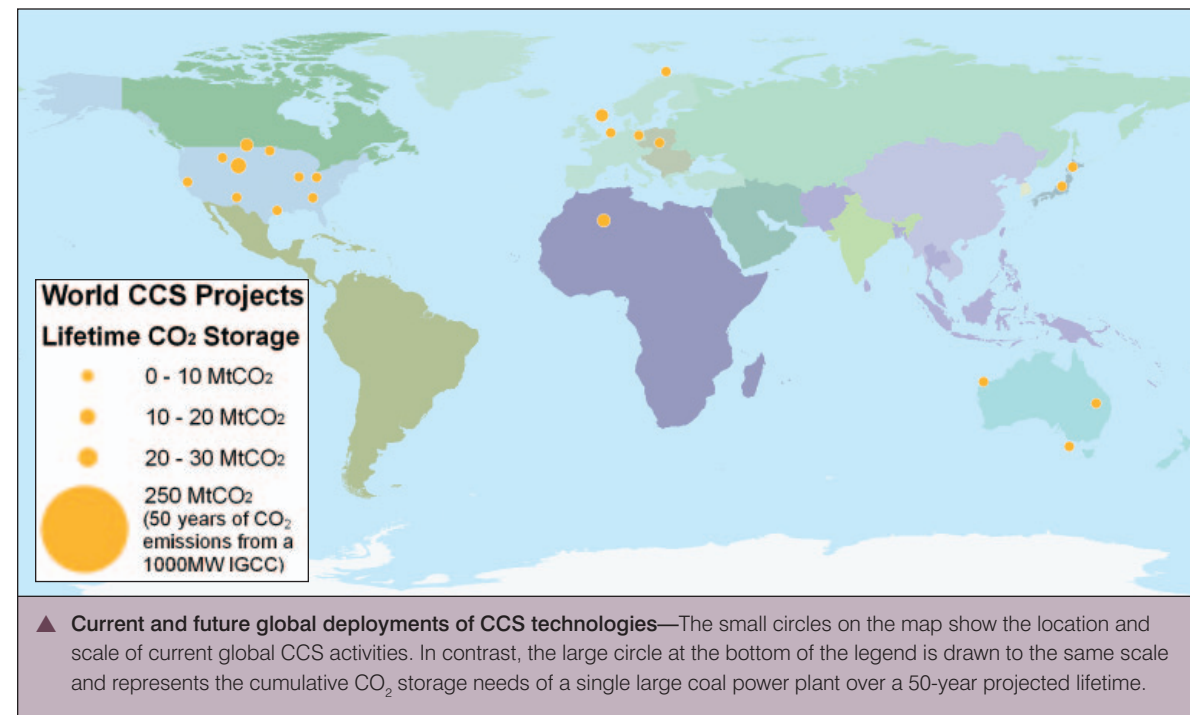 World CCS Projects
Lifetime CO₂ Storage
0 - 10 MtCO₂
10 - 20 MtCO₂
20 - 30 MtCO₂
250 MtCO₂
(50 years of CO₂
emissions from a
1000MW IGCC)
▲ Current and future global deployments of CCS technologies—The small circles on the map show the location and
scale of current global CCS activities. In contrast, the large circle at the bottom of the legend is drawn to the same scale
and represents the cumulative CO₂ storage needs of a single large coal power plant over a 50-year projected lifetime.